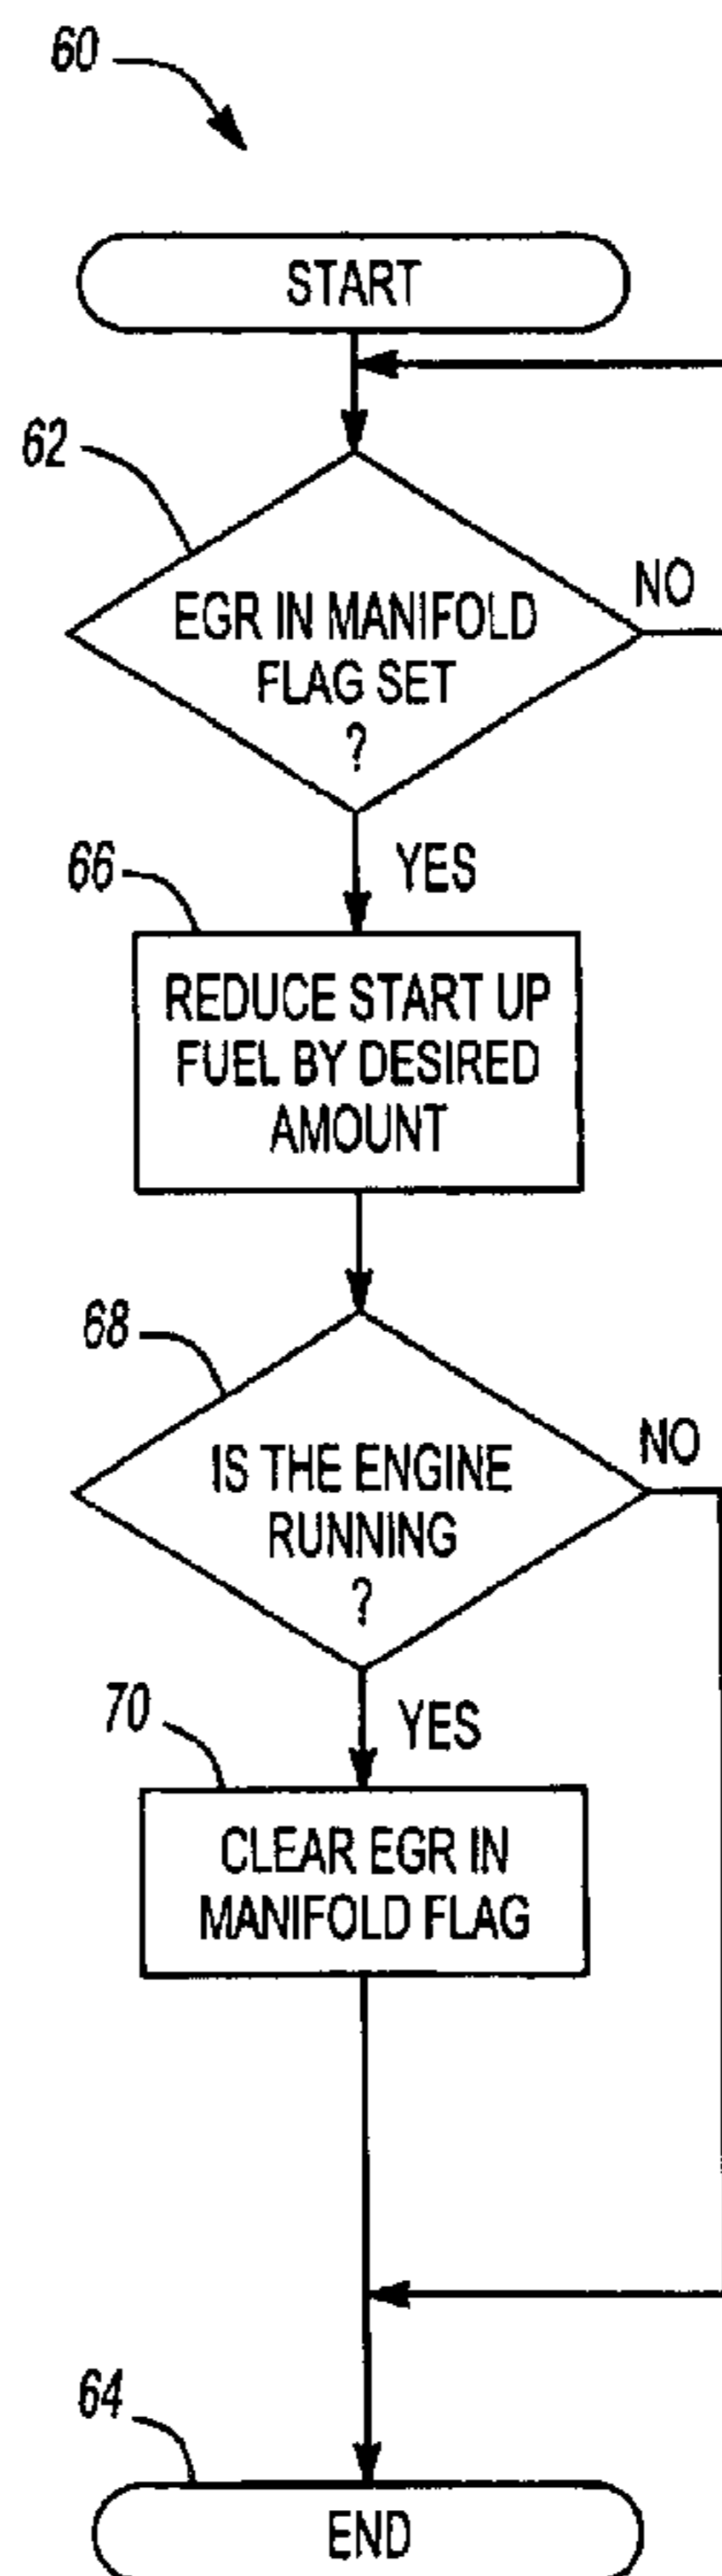 60
START
62
EGR IN MANIFOLD
FLAG SET
?
NO
YES
66
REDUCE START UP
FUEL BY DESIRED
AMOUNT
68
IS THE ENGINE
RUNNING
?
NO
YES
70
CLEAR EGR IN
MANIFOLD FLAG
64
END